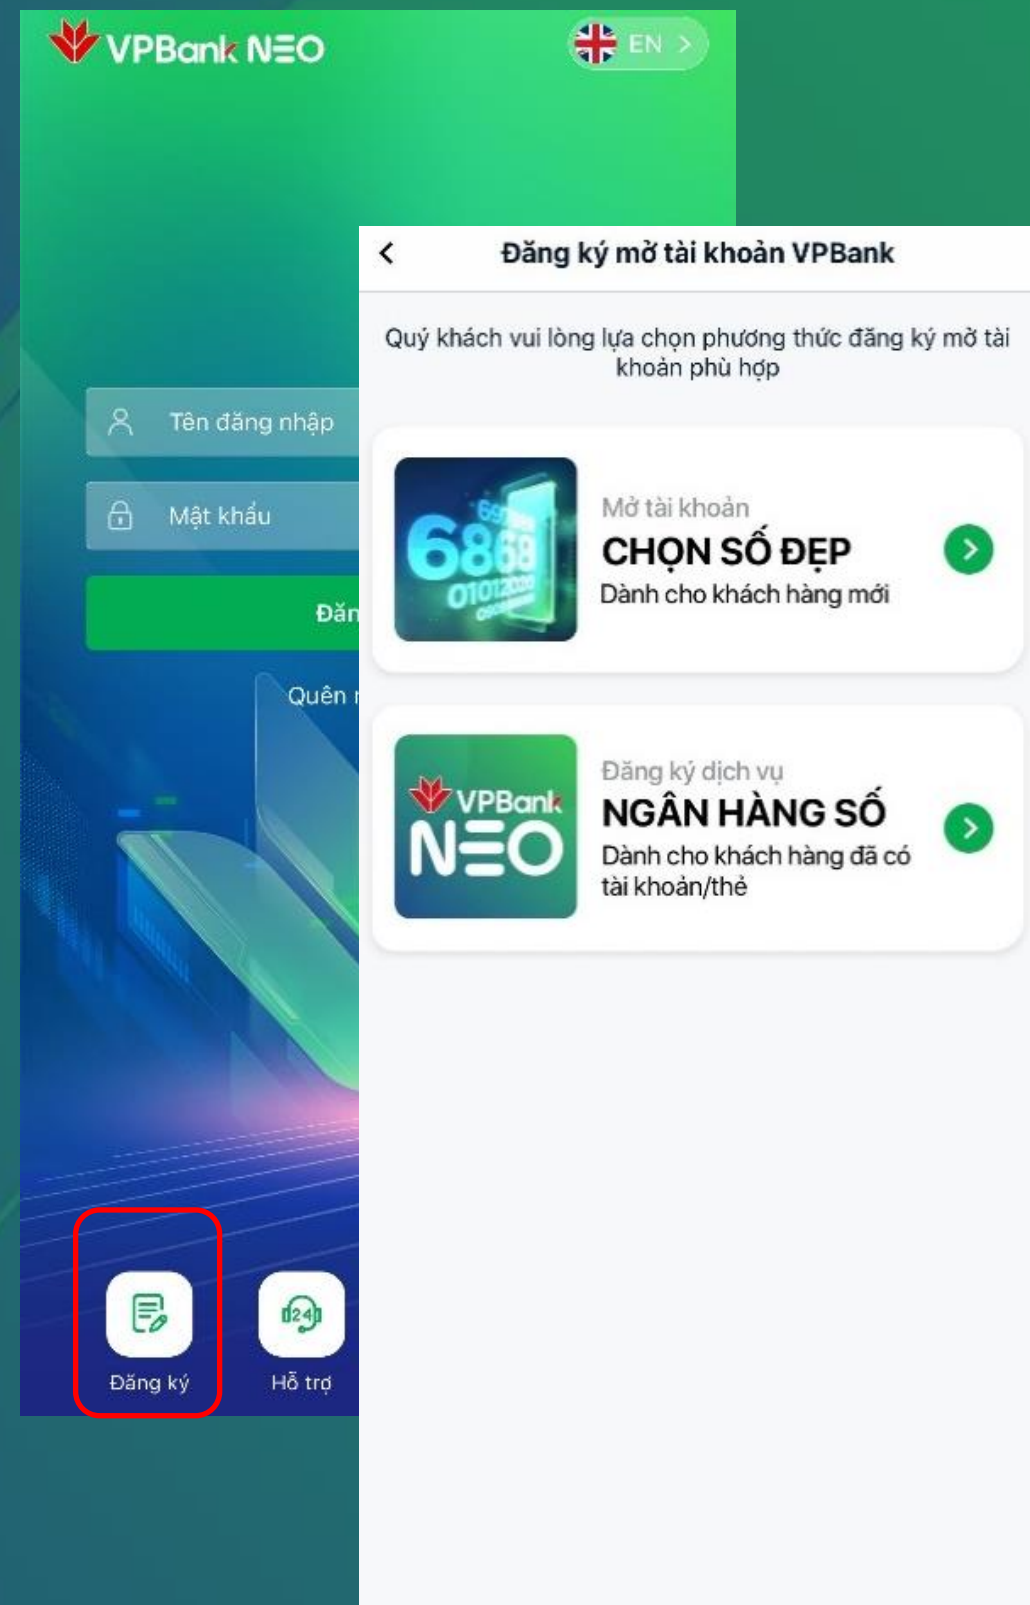 VPBank NEO
EN
Tên đăng nhập
Mật khẩu
Quên
Đăng ký
Hỗ trợ
Đăng ký mở tài khoản VPBank
Quý khách vui lòng lựa chọn phương thức đăng ký mở tài
khoản phù hợp
6868
Mở tài khoản
CHỌN SỐ ĐẸP
Dành cho khách hàng mới
VPBank
NEO
Đăng ký dịch vụ
NGÂN HÀNG SỐ
Dành cho khách hàng đã có
tài khoản/thẻ